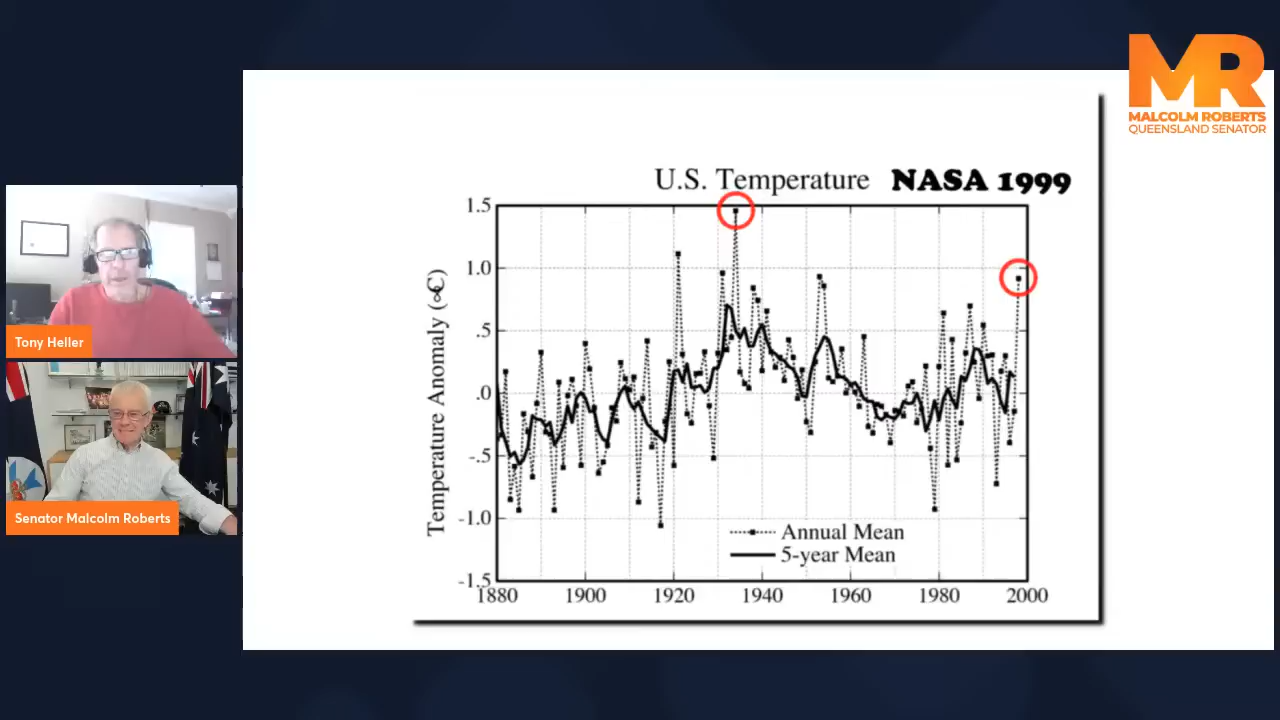 MR
MALCOLM ROBERTS
QUEENSLAND SENATOR
Tony Heller
Senator Malcolm Roberts
U.S. Temperature NASA 1999
Temperature Anomaly (∝C)
1.5
1.0
.5
.0
-.5
-1.0
-1.5
Annual Mean
5-year Mean
1880 1900 1920 1940 1960 1980 2000